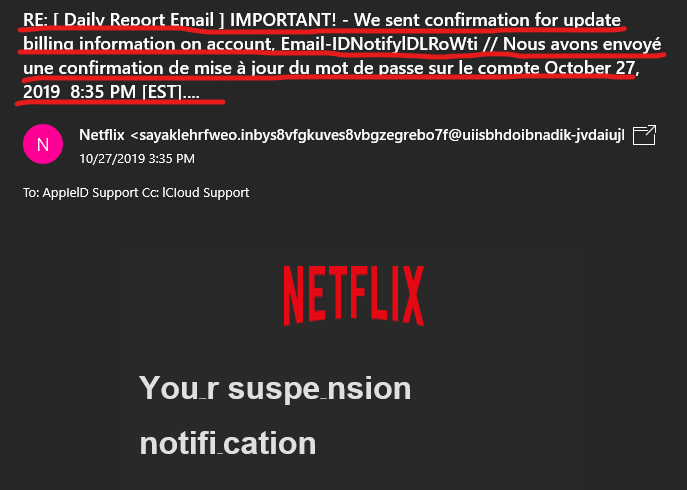 RE: [ Daily Report Email ] IMPORTANT! - We sent confirmation for update
billing information on account, Email-IDNotifylDLRoWti // Nous avons envoyé
une confirmation de mise à jour du mot de passe sur le compte October 27,
2019 8:35 PM [EST]....
N
Netflix <sayaklehrfweo.inbys8vfgkuves8vbgzegrebo7f@uiisbhdoibnadik-jvdaiujl
10/27/2019 3:35 PM
To: AppleID Support Cc: lCloud Support
NETFLIX
You_r suspe_nsion
notifi_cation